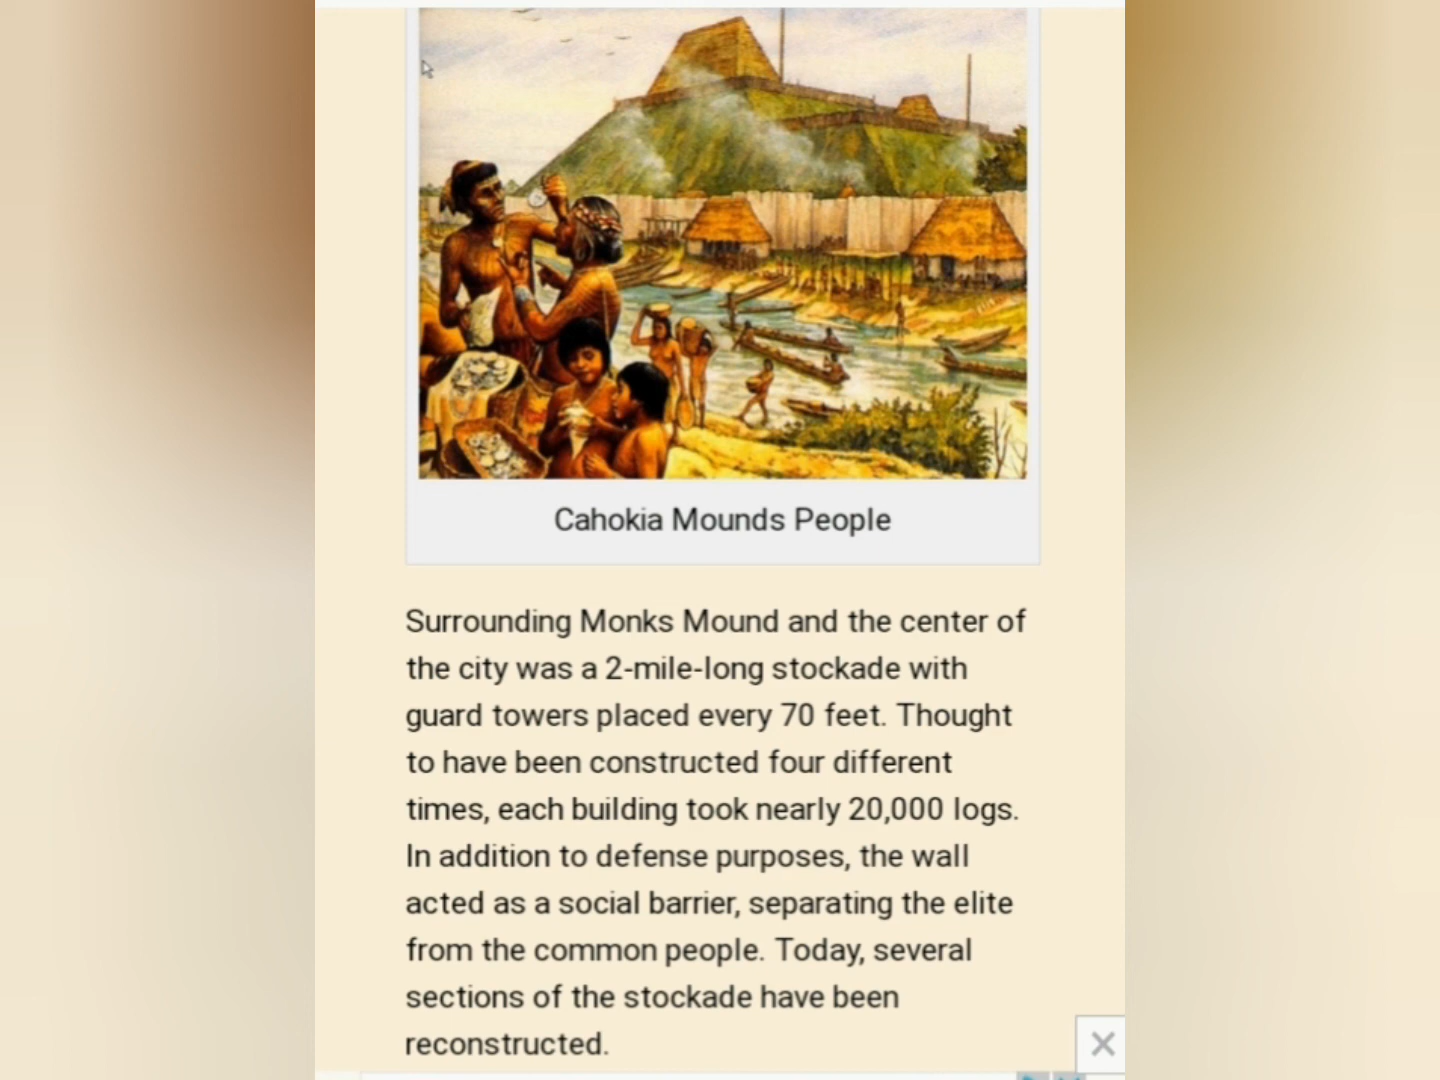 Cahokia Mounds People
Surrounding Monks Mound and the center of
the city was a 2-mile-long stockade with
guard towers placed every 70 feet. Thought
to have been constructed four different
times, each building took nearly 20,000 logs.
In addition to defense purposes, the wall
acted as a social barrier, separating the elite
from the common people. Today, several
sections of the stockade have been
reconstructed.